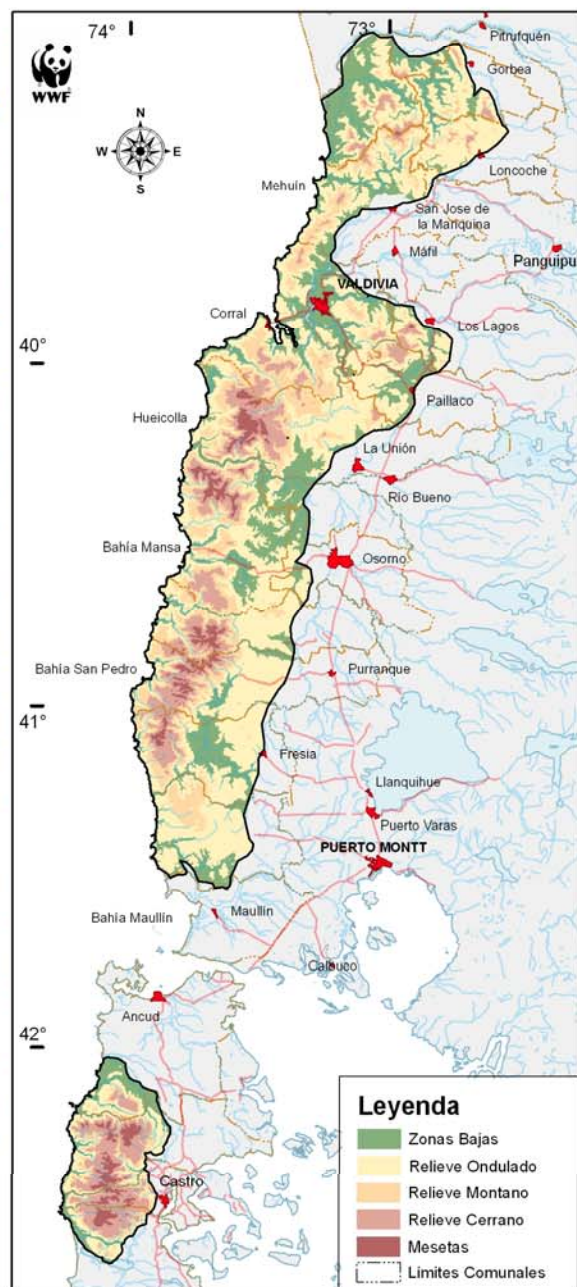 74°
73°
Pitrufquén
WWF
Gorbea
N
W E
S
Loncoche
Mehuín
San Jose de
la Mariquina
Máfil
Panguipu
VALDIVIA
Corral
Los Lagos
40°
Paillaco
Hueicolla
La Unión
Río Bueno
Bahía Mansa
Osorno
Bahía San Pedro
Purranque
41°
Fresia
Llanquihue
Puerto Varas
PUERTO MONTT
Bahía Maullín
Maullín
Calbuco
Ancud
42°
Castro
Leyenda
Zonas Bajas
Relieve Ondulado
Relieve Montano
Relieve Cerrano
Mesetas
Límites Comunales